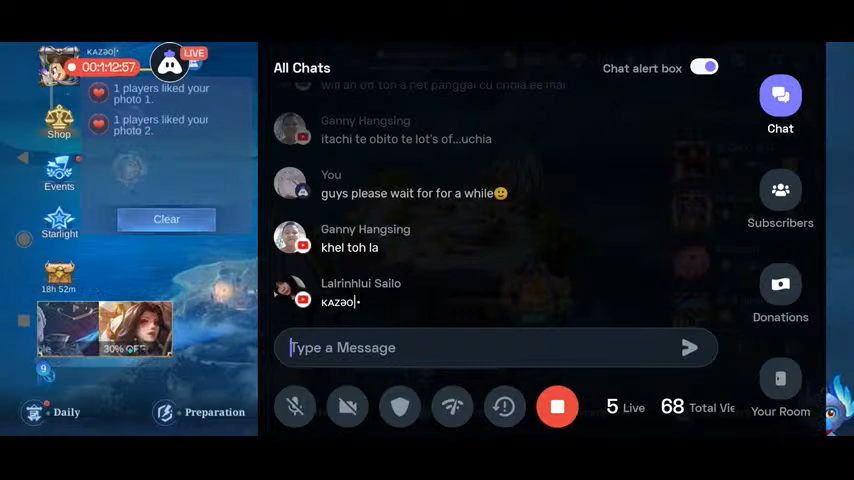 ᴋᴀᴢəᴏ|•
00:1:12:57
LIVE
1 players liked your
photo 1.
1 players liked your
photo 2.
Clear
Shop
Events
Starlight
18h 52m
30% OFF
9
Daily
Preparation
All Chats
Chat alert box
Ganny Hangsing
itachi te obito te lot's of...uchia
You
guys please wait for for a while🙂
Ganny Hangsing
khel toh la
Lalrinhlui Sailo
ᴋᴀᴢəᴏ|•
Type a Message
5 Live
68 Total Vie
Chat
Subscribers
Donations
Your Room